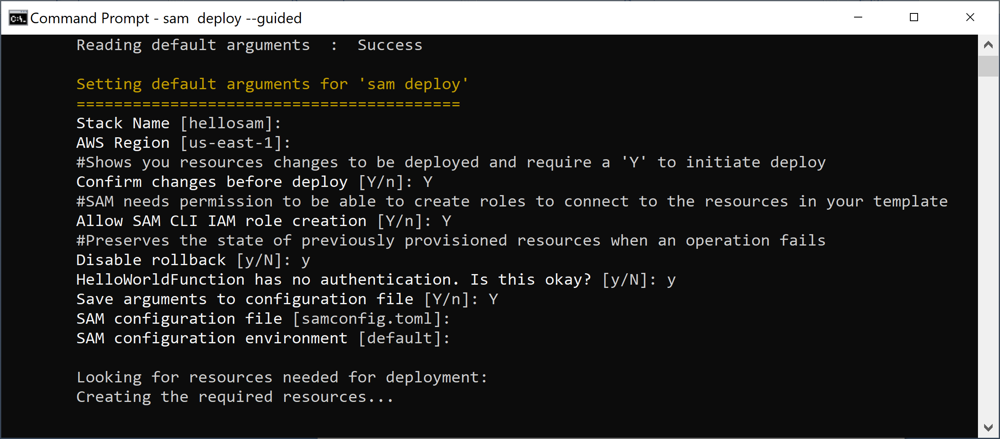 Command Prompt - sam  deploy --guided
Reading default arguments  :  Success
Setting default arguments for 'sam deploy'
=========================================
Stack Name [hellosam]:
AWS Region [us-east-1]:
#Shows you resources changes to be deployed and require a 'Y' to initiate deploy
Confirm changes before deploy [Y/n]: Y
#SAM needs permission to be able to create roles to connect to the resources in your template
Allow SAM CLI IAM role creation [Y/n]: Y
#Preserves the state of previously provisioned resources when an operation fails
Disable rollback [y/N]: y
HelloWorldFunction has no authentication. Is this okay? [y/N]: y
Save arguments to configuration file [Y/n]: Y
SAM configuration file [samconfig.toml]:
SAM configuration environment [default]:
Looking for resources needed for deployment:
Creating the required resources...